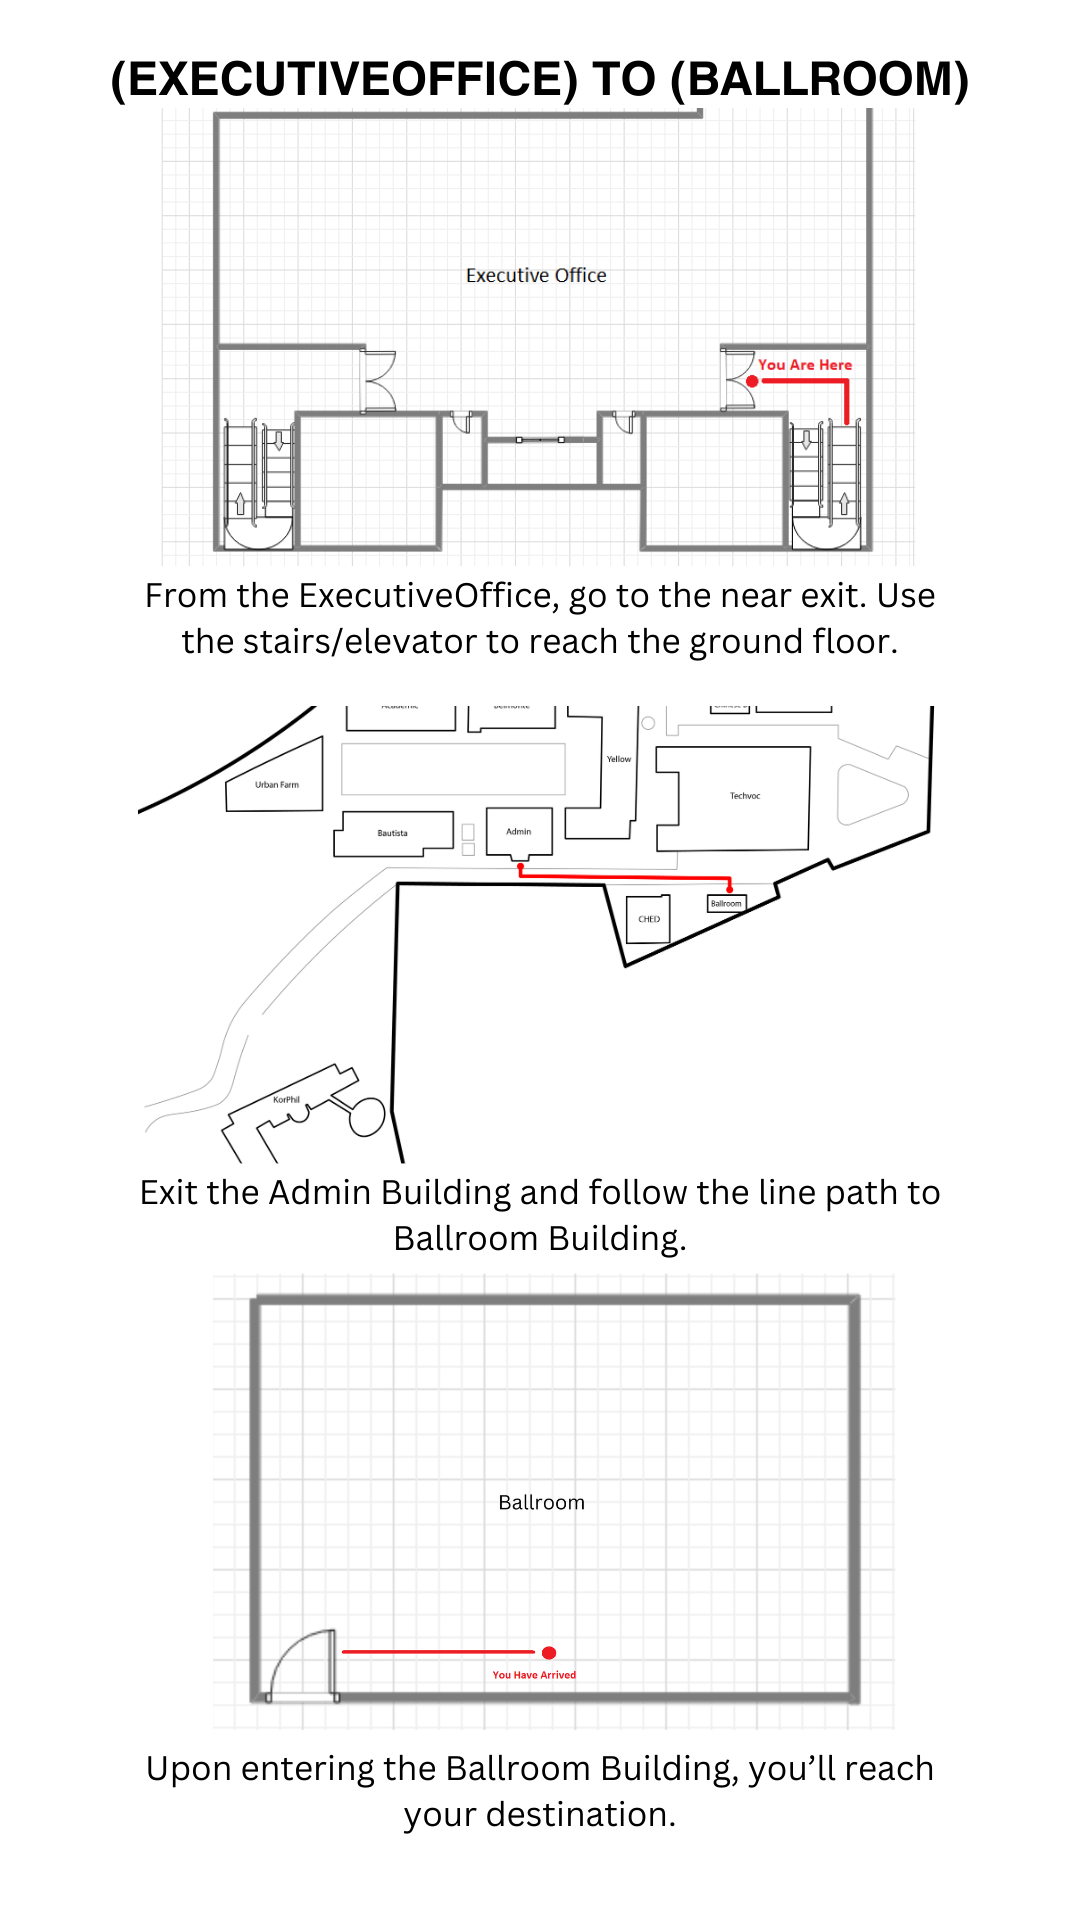 (EXECUTIVEOFFICE) TO (BALLROOM)
Executive Office
You Are Here
From the ExecutiveOffice, go to the near exit. Use
the stairs/elevator to reach the ground floor.
Academic
Belmonte
Yellow
Urban Farm
Techvoc
Bautista
Admin
Ballroom
CHED
KorPhil
Exit the Admin Building and follow the line path to
Ballroom Building.
Ballroom
You Have Arrived
Upon entering the Ballroom Building, you’ll reach
your destination.